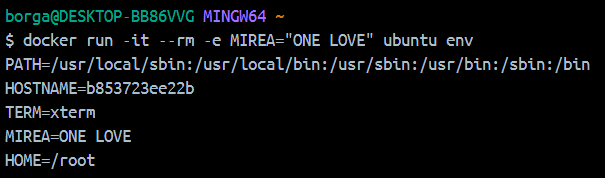 borga@DESKTOP-BB86VVG MINGW64 ~
$ docker run -it --rm -e MIREA="ONE LOVE" ubuntu env
PATH=/usr/local/sbin:/usr/local/bin:/usr/sbin:/usr/bin:/sbin:/bin
HOSTNAME=b853723ee22b
TERM=xterm
MIREA=ONE LOVE
HOME=/root